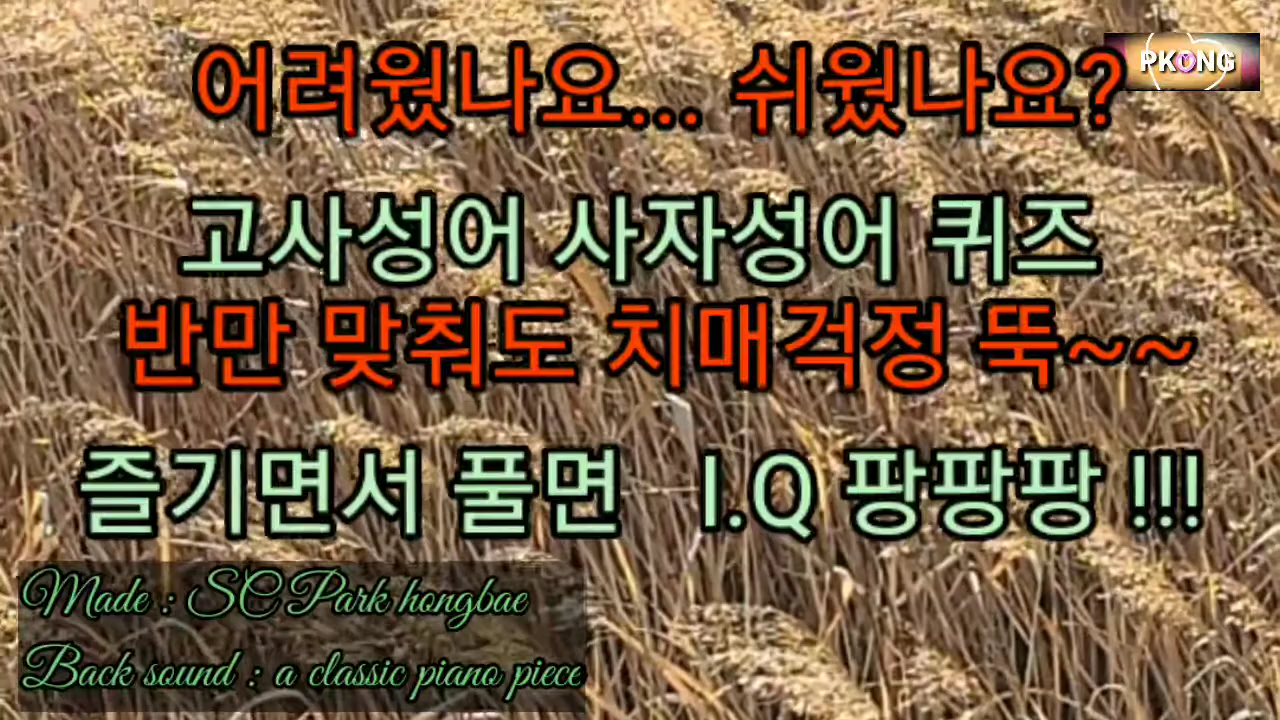 어려웠나요... 쉬웠나요?
PKONG
고사성어 사자성어 퀴즈
반만 맞춰도 치매걱정 뚝~~
즐기면서 풀면 I.Q 팡팡팡 !!!
Made : SC Park hongbae
Back sound : a classic piano piece